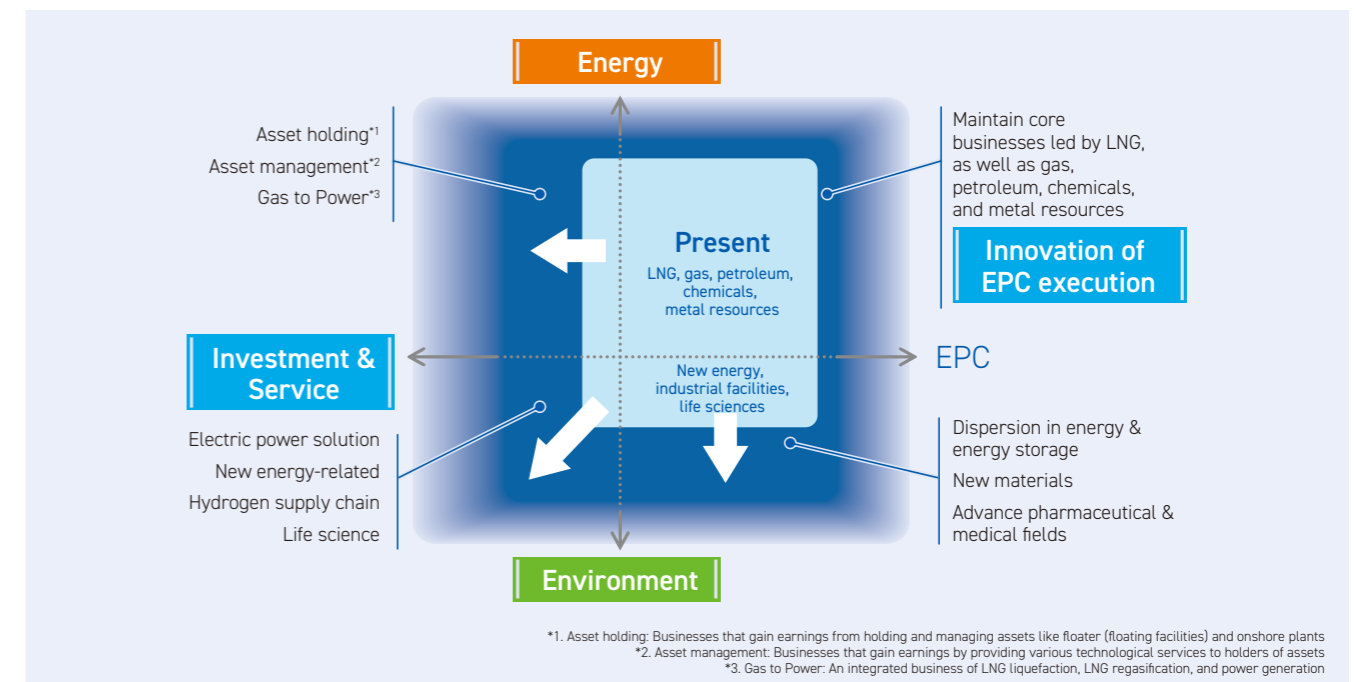 Energy
Asset holding*1
Asset management*2
Gas to Power*3
Maintain core
businesses led by LNG,
as well as gas,
petroleum, chemicals,
and metal resources
Innovation of
EPC execution
Present
LNG, gas, petroleum,
chemicals,
metal resources
Investment &
Service
EPC
New energy,
industrial facilities,
life sciences
Electric power solution
New energy-related
Hydrogen supply chain
Life science
Dispersion in energy &
energy storage
New materials
Advance pharmaceutical &
medical fields
Environment
*1. Asset holding: Businesses that gain earnings from holding and managing assets like floater (floating facilities) and onshore plants
*2. Asset management: Businesses that gain earnings by providing various technological services to holders of assets
*3. Gas to Power: An integrated business of LNG liquefaction, LNG regasification, and power generation